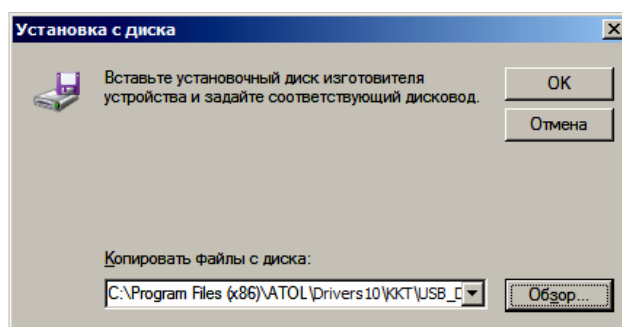 Установка с диска
Вставьте установочный диск изготовителя
устройства и задайте соответствующий дисковод.
OK
Отмена
Копировать файлы с диска:
C:\Program Files (x86)\ATOL\Drivers10\KKT\USB_D
Обзор...